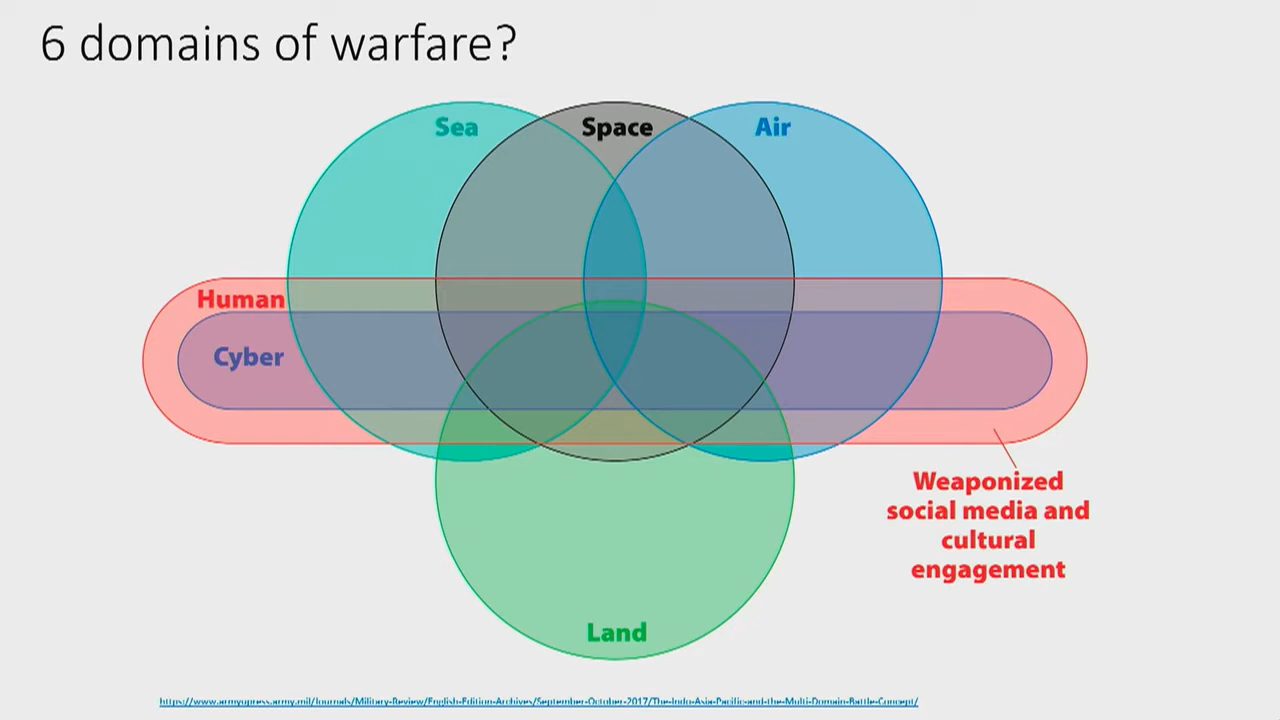 6 domains of warfare?
Sea
Space
Air
Human
Cyber
Weaponized
social media and
cultural
engagement
Land
https://www.armyupress.army.mil/Journals/Military-Review/English-Edition-Archives/September-October-2017/The-Indo-Asia-Pacific-and-the-Multi-Domain-Battle-Concept/